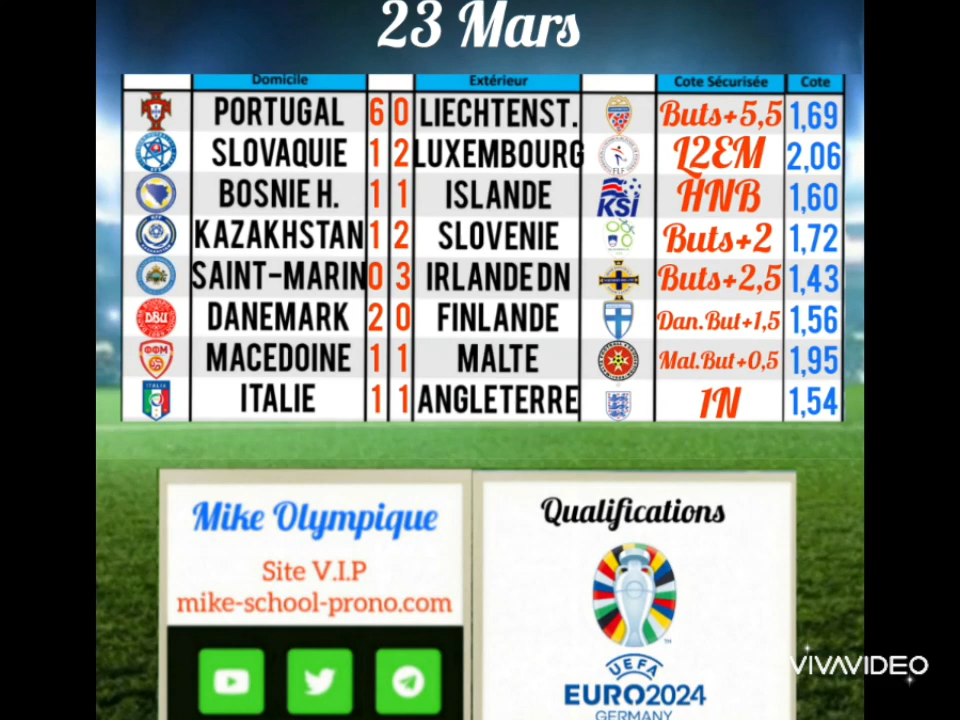 23 Mars
Domicile Extérieur Cote Sécurisée Cote
PORTUGAL 6 0 LIECHTENST. Buts+5,5 1,69
SLOVAQUIE 1 2 LUXEMBOURG L2EM 2,06
BOSNIE H. 1 1 ISLANDE KSÍ HNB 1,60
KAZAKHSTAN 1 2 SLOVENIE Buts+2 1,72
SAINT-MARIN 0 3 IRLANDE DN Buts+2,5 1,43
DBU DANEMARK 2 0 FINLANDE Dan.But+1,5 1,56
ФФМ MACEDOINE 1 1 MALTE Mal.But+0,5 1,95
ITALIA ITALIE 1 1 ANGLETERRE 1N 1,54
Mike Olympique
Site V.I.P
mike-school-prono.com
Qualifications
UEFA
EURO2024
GERMANY
VIVAVIDEO